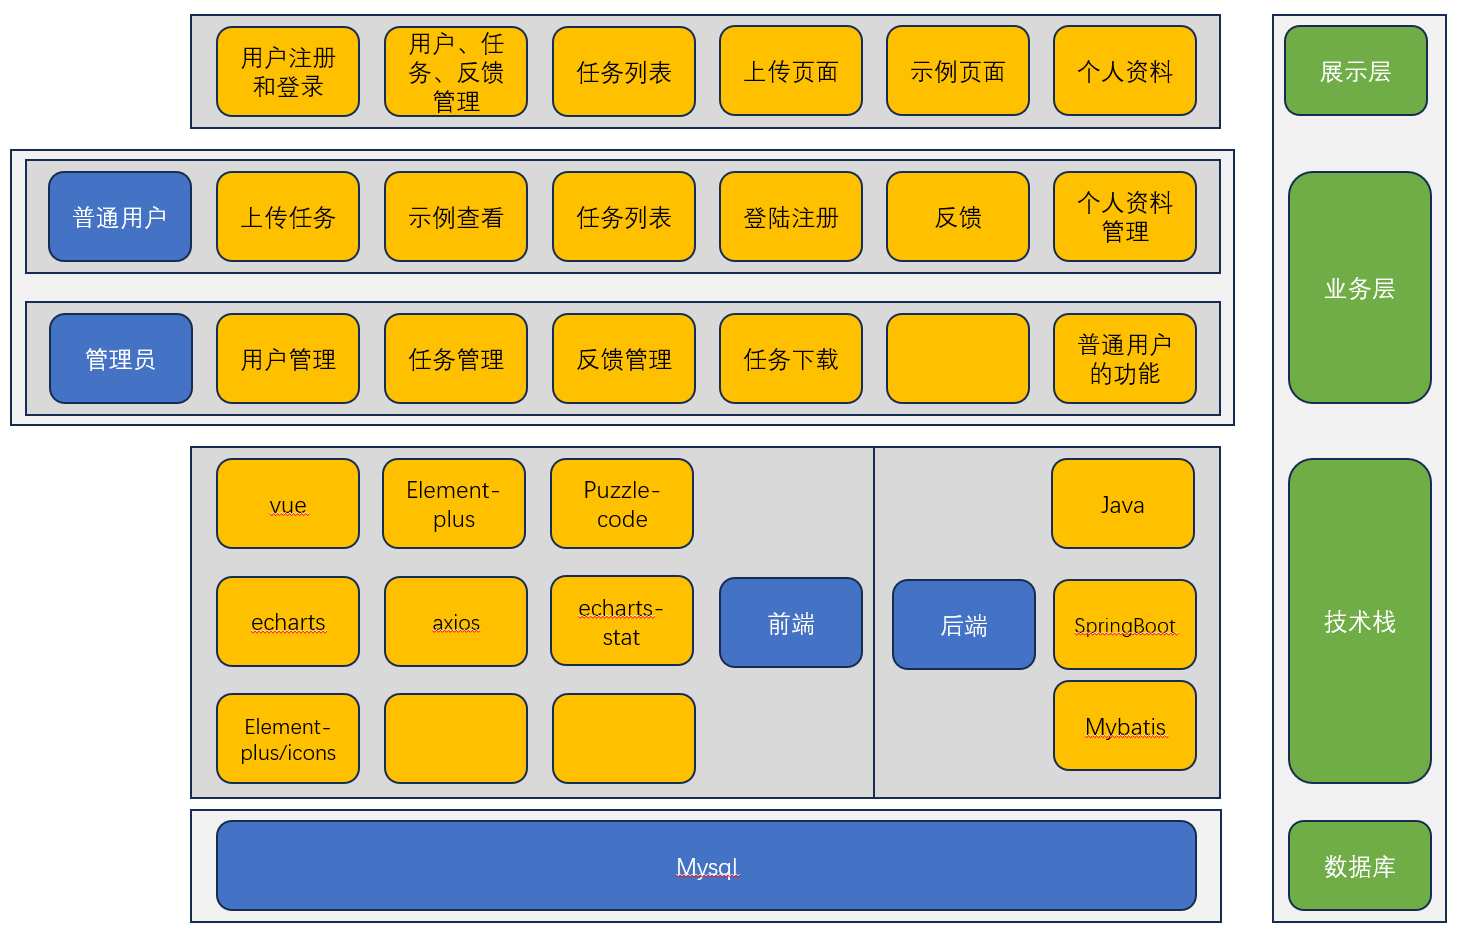 用户注册
和登录
用户、任
务、反馈
管理
任务列表
上传页面
示例页面
个人资料
展示层
普通用户
上传任务
示例查看
任务列表
登陆注册
反馈
个人资料
管理
业务层
管理员
用户管理
任务管理
反馈管理
任务下载
普通用户
的功能
vue
Element-
plus
Puzzle-
code
Java
echarts
axios
echarts-
stat
前端
后端
SpringBoot
技术栈
Element-
plus/icons
Mybatis
Mysql
数据库